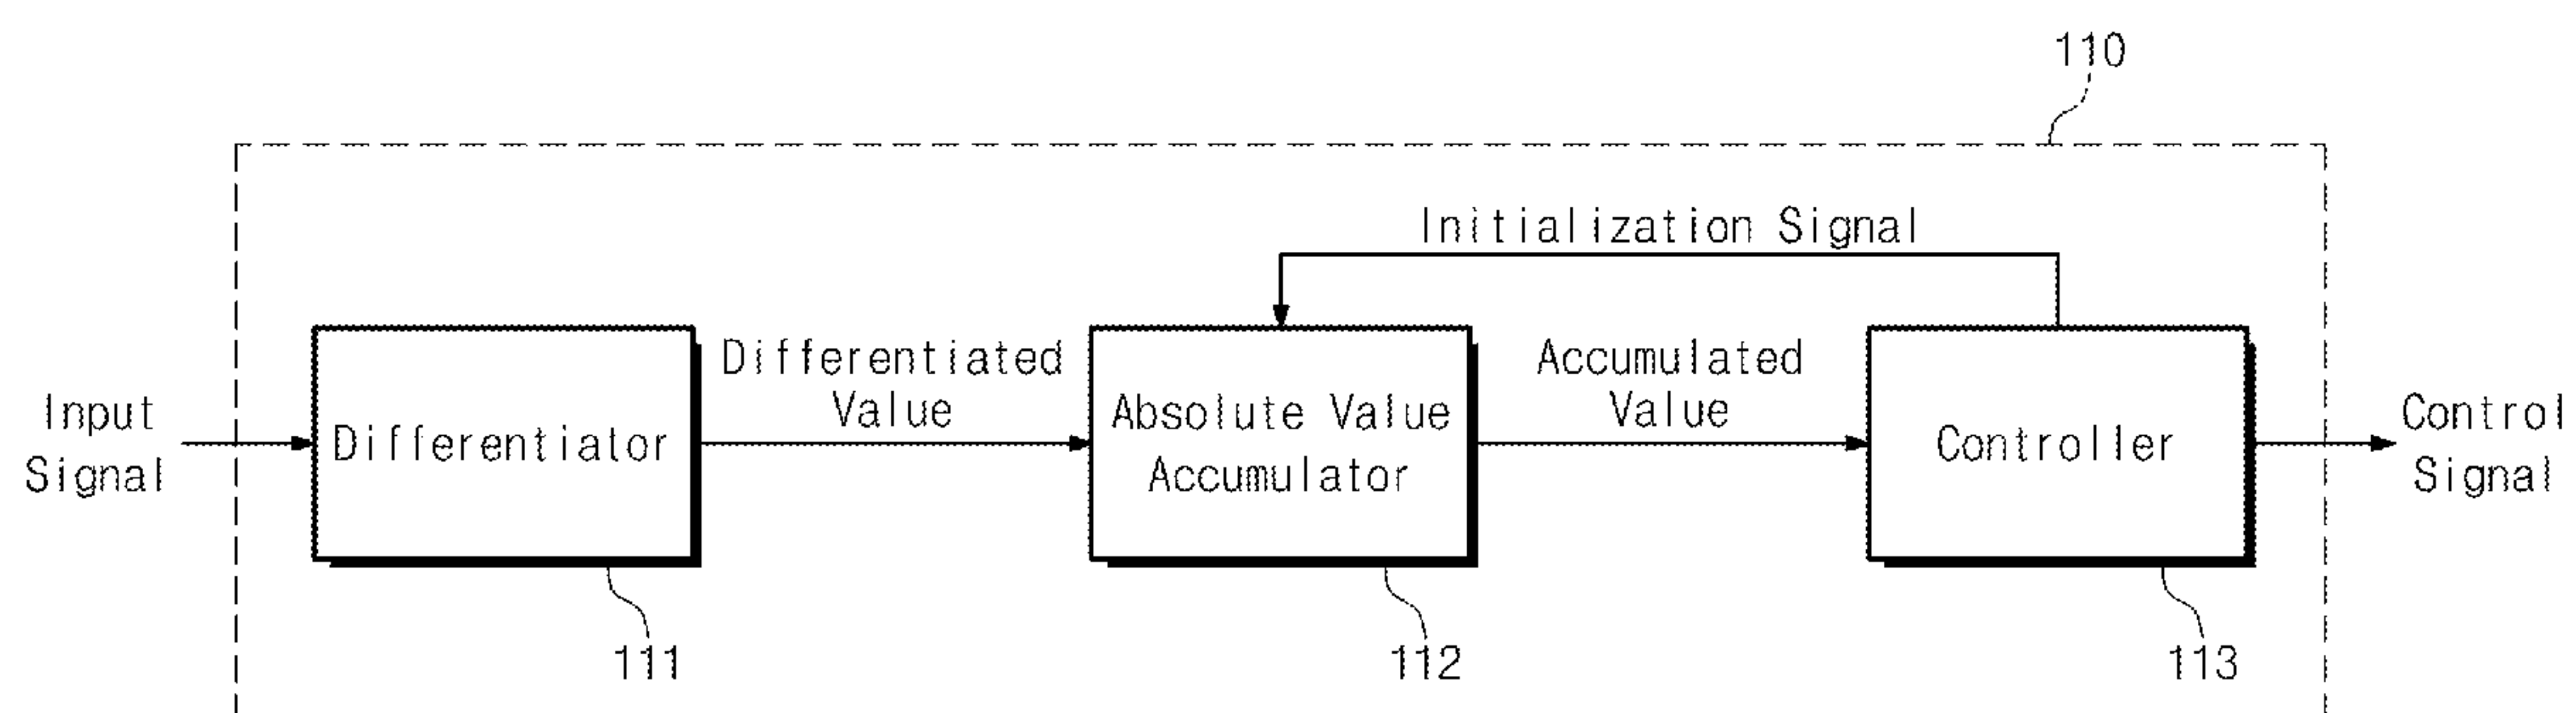 110
Initialization Signal
Input
Signal
Differentiator
Differentiated
Value
Absolute Value
Accumulator
Accumulated
Value
Controller
Control
Signal
111
112
113